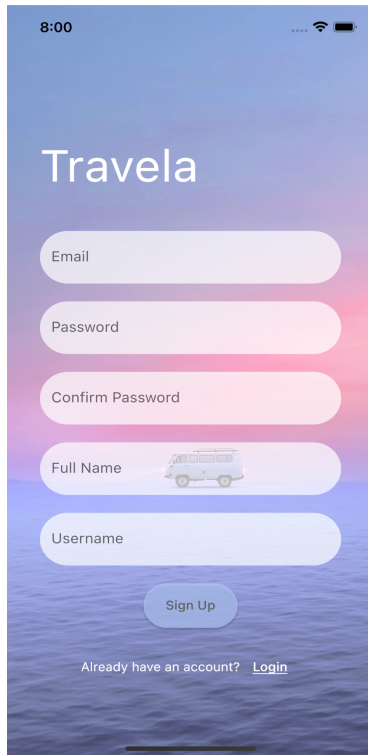 8:00
Travela
Email
Password
Confirm Password
Full Name
Username
Sign Up
Already have an account? Login